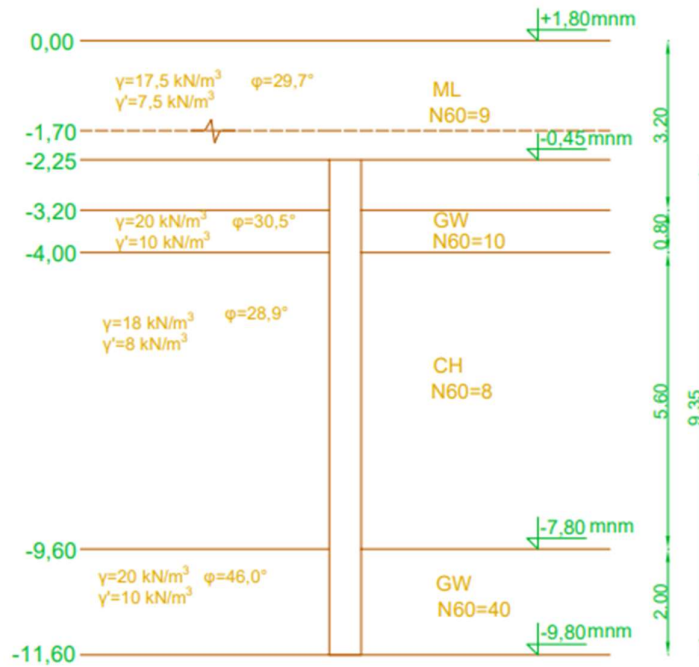 +1,80mnm
0,00
γ=17,5 kN/m³ φ=29,7°
γ'=7,5 kN/m³
ML
N60=9
3.20
-1,70
-0,45mnm
-2,25
-3,20
γ=20 kN/m³ φ=30,5°
γ'=10 kN/m³
GW
N60=10
0.80
-4,00
γ=18 kN/m³ φ=28,9°
γ'=8 kN/m³
CH
N60=8
5.60
9.35
-7,80 mnm
-9,60
γ=20 kN/m³ φ=46,0°
γ'=10 kN/m³
GW
N60=40
2.00
-9,80mnm
-11,60